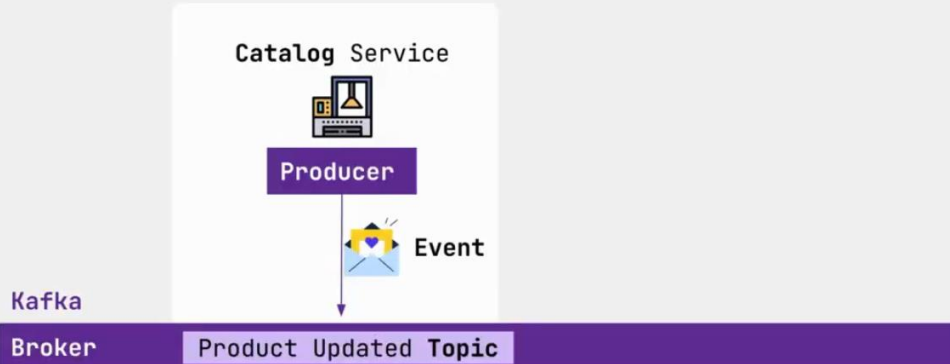 Catalog Service
Producer
Event
Kafka
Broker
Product Updated Topic